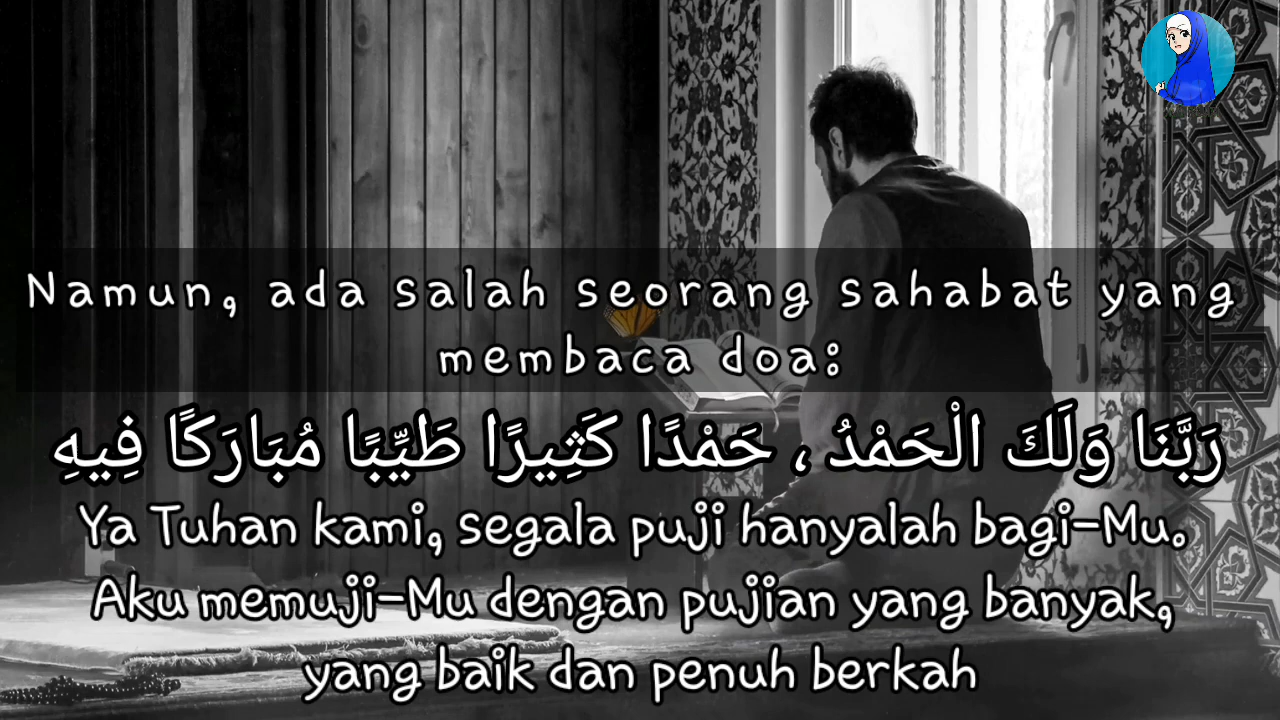 Namun, ada salah seorang sahabat yang
membaca doa:
رَبَّنَا وَلَكَ الْحَمْدُ ، حَمْدًا كَثِيرًا طَيِّبًا مُبَارَكًا فِيهِ
Ya Tuhan kami, segala puji hanyalah bagi-Mu.
Aku memuji-Mu dengan pujian yang banyak,
yang baik dan penuh berkah